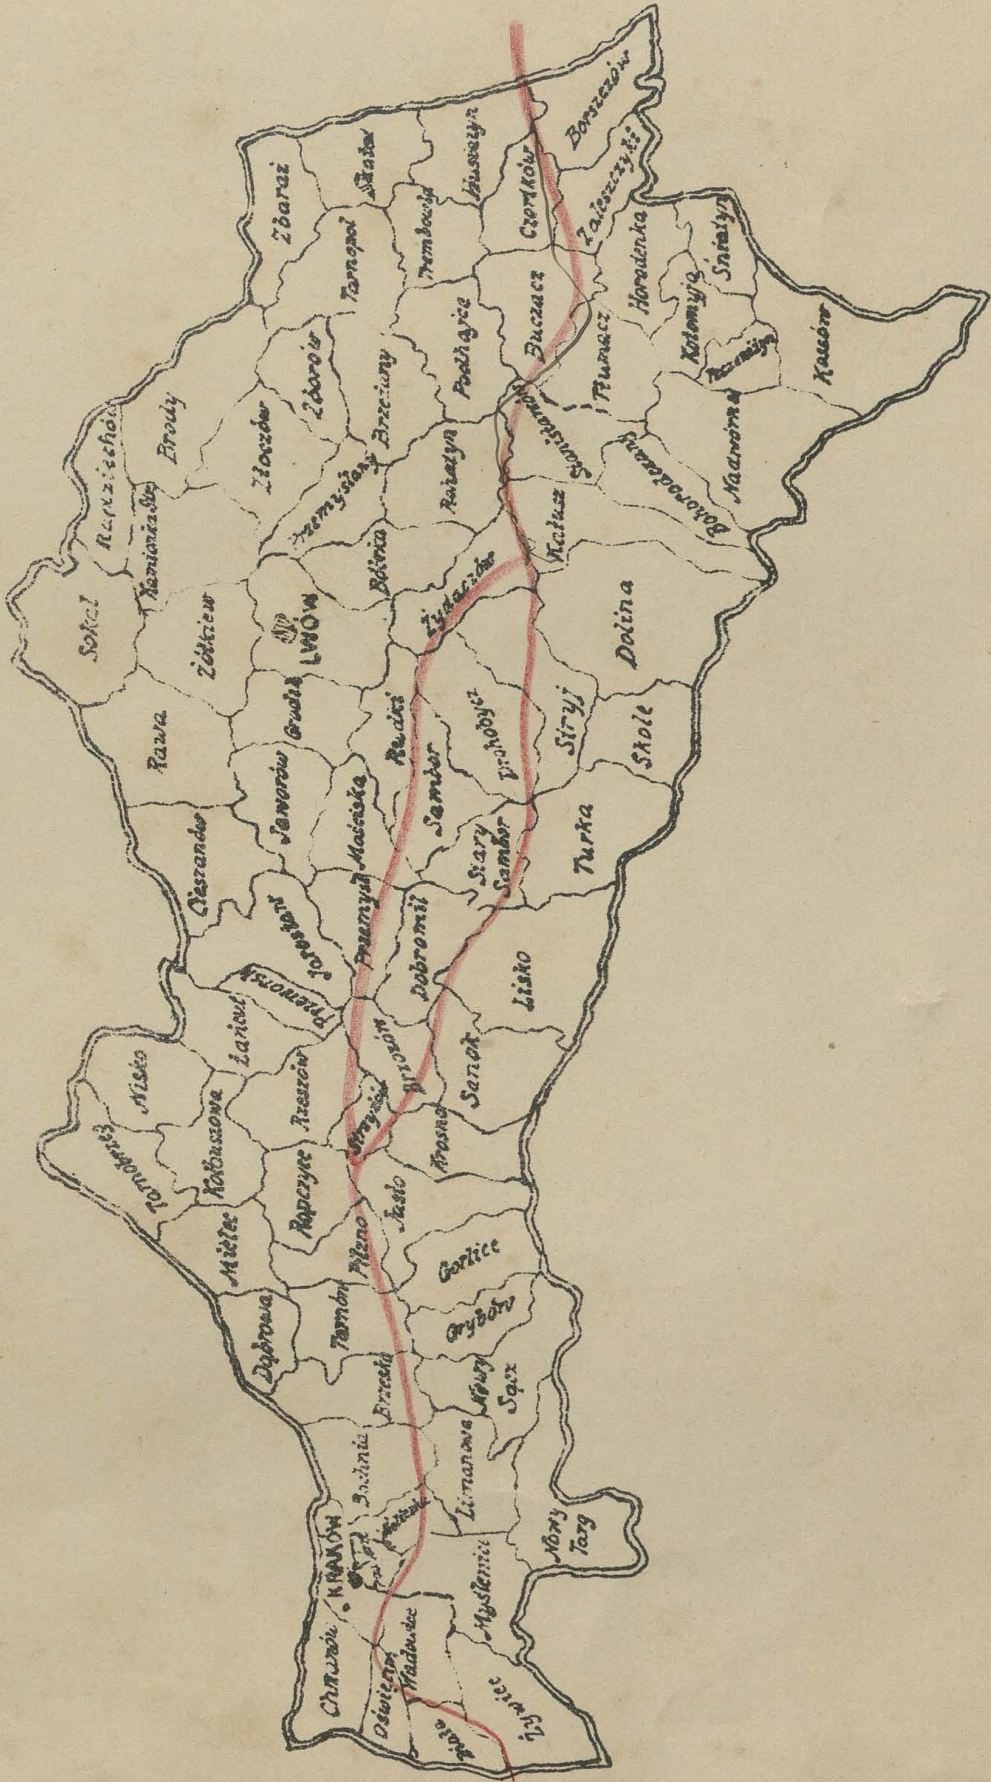 Chrzanów
KRAKÓW
Oświęcim
Wadowice
Biała
Żywiec
Myślenice
Nowy
Targ
Limanowa
Bochnia
Brzesko
Nowy
Sącz
Dąbrowa
Tarnów
Grybów
Gorlice
Mielec
Pilzno
Ropczyce
Jasło
Tarnobrzeg
Kolbuszowa
Nisko
Rzeszów
Strzyżów
Krosno
Łańcut
Przeworsk
Brzozów
Sanok
Jarosław
Przemyśl
Dobromil
Lisko
Cieszanów
Jaworów
Mościska
Sambor
Stary
Sambor
Turka
Rawa
Gródek
Rudki
Drohobycz
Stryj
Skole
Sokal
Żółkiew
LWÓW
Bóbrka
Żydaczów
Dolina
Radziechów
Kamionka Str.
Przemyślany
Rohatyn
Kałusz
Brody
Złoczów
Zborów
Brzeżany
Podhajce
Stanisławów
Bohorodczany
Nadwórna
Zbaraż
Tarnopol
Skałat
Trembowla
Husiatyn
Buczacz
Czortków
Tłumacz
Borszczów
Zaleszczyki
Horodenka
Kołomyja
Śniatyn
Kosów